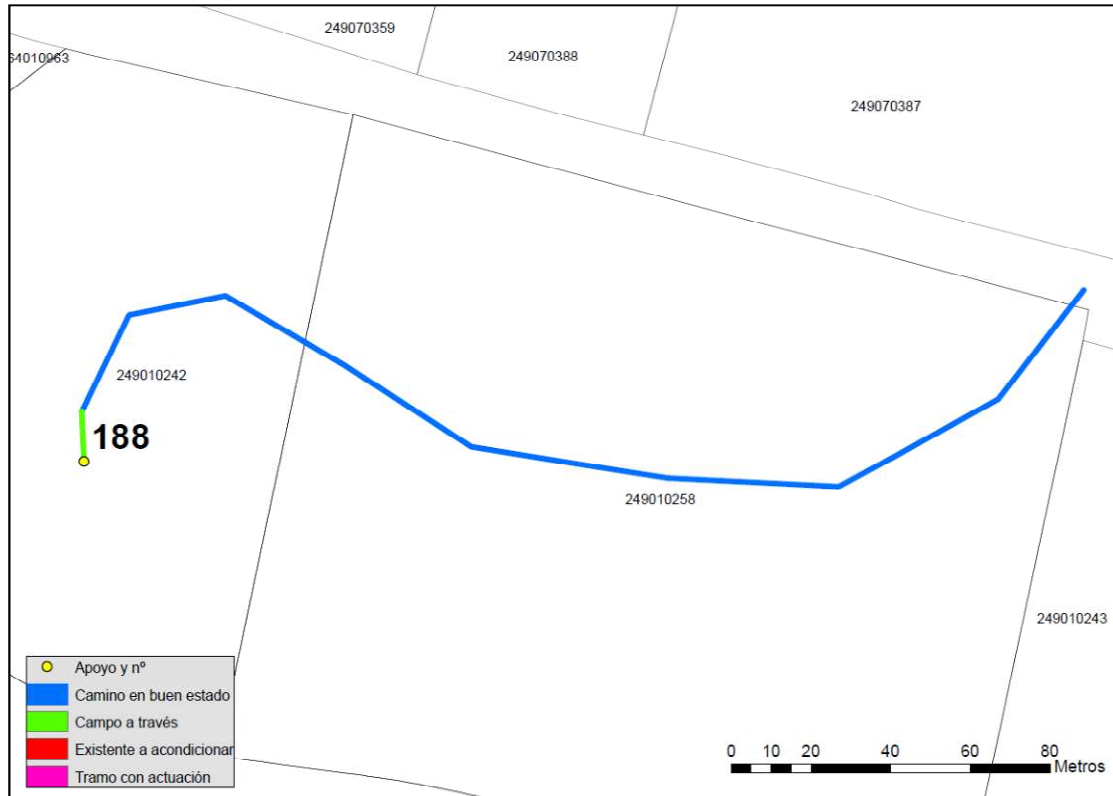 249070359
64010963
249070388
249070387
249010242
188
249010258
249010243
Apoyo y nº
Camino en buen estado
Campo a través
Existente a acondicionar
Tramo con actuación
0 10 20 40 60 80
Metros